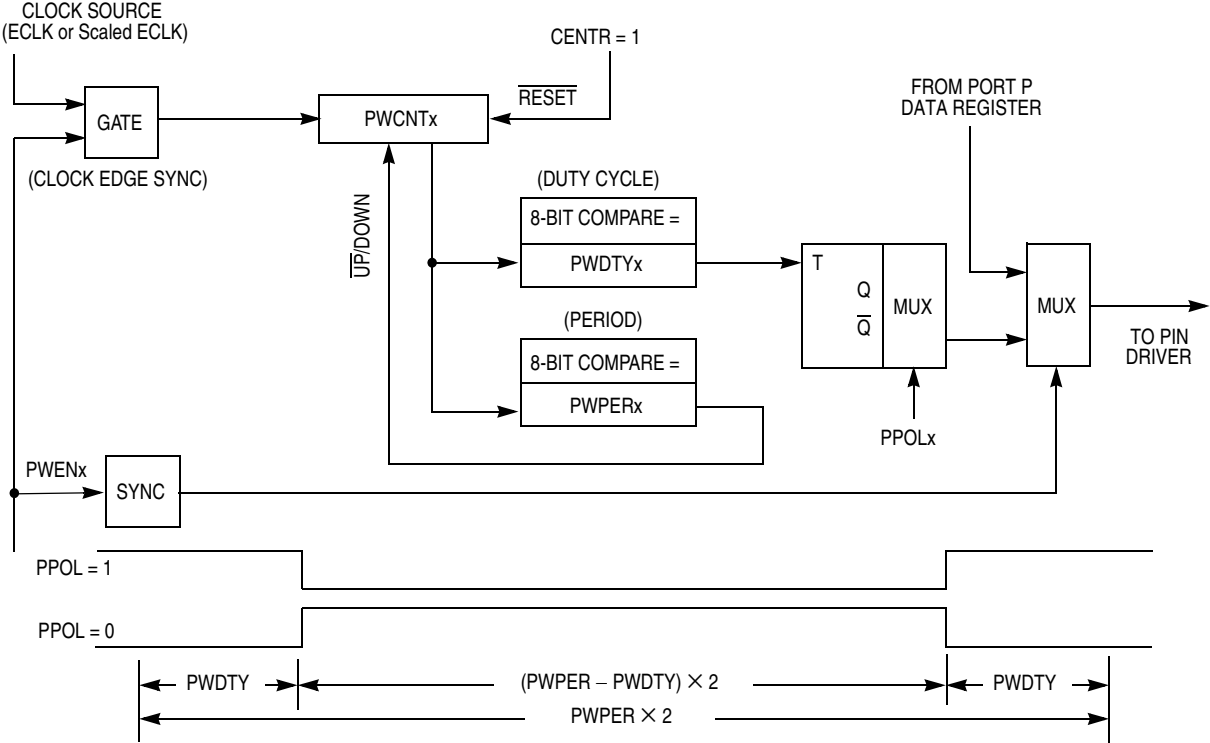 CLOCK SOURCE
(ECLK or Scaled ECLK)
CENTR = 1
FROM PORT P
DATA REGISTER
RESET
GATE
PWCNTx
(CLOCK EDGE SYNC)
UP/DOWN
(DUTY CYCLE)
8-BIT COMPARE =
PWDTYx
T
Q
Q
MUX
MUX
(PERIOD)
8-BIT COMPARE =
PWPERx
TO PIN
DRIVER
PPOLx
PWENx
SYNC
PPOL = 1
PPOL = 0
PWDTY
(PWPER – PWDTY) × 2
PWDTY
PWPER × 2